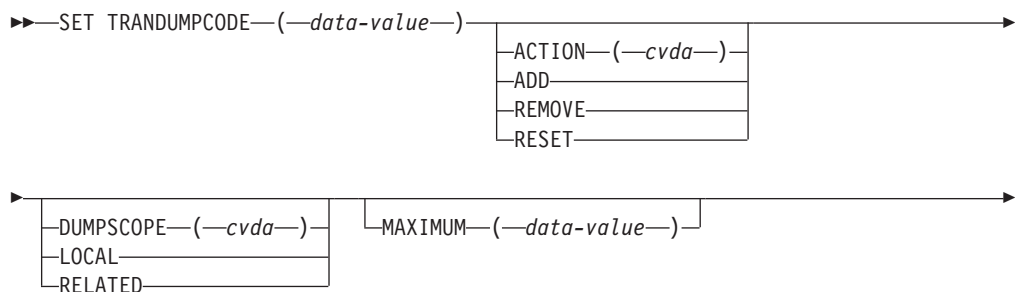 SET TRANDUMPCODE ( data-value )
ACTION ( cvda )
ADD
REMOVE
RESET
DUMPSCOPE ( cvda )
LOCAL
RELATED
MAXIMUM ( data-value )